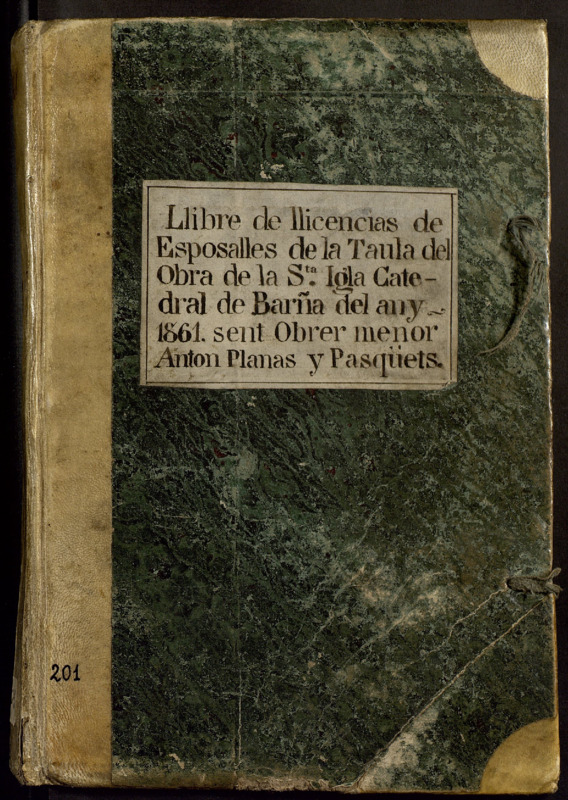 Llibre de llicencias de
Esposalles de la Taula del
Obra de la S.ta Igla Cate-
dral de Barña del any~
1861. sent Obrer menor
Anton Planas y Pasqüets.
201